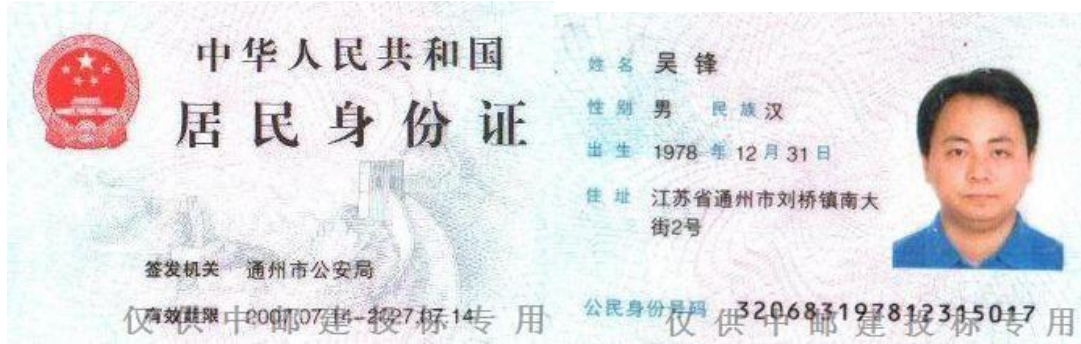 中华人民共和国
居民身份证
签发机关 通州市公安局
有效期限 2007.07.14-2027.07.14
仅供中邮建投标专用
姓名 吴锋
性别 男 民族 汉
出生 1978 年 12 月 31 日
住址 江苏省通州市刘桥镇南大
街2号
公民身份号码 320683197812315017
仅供中邮建投标专用